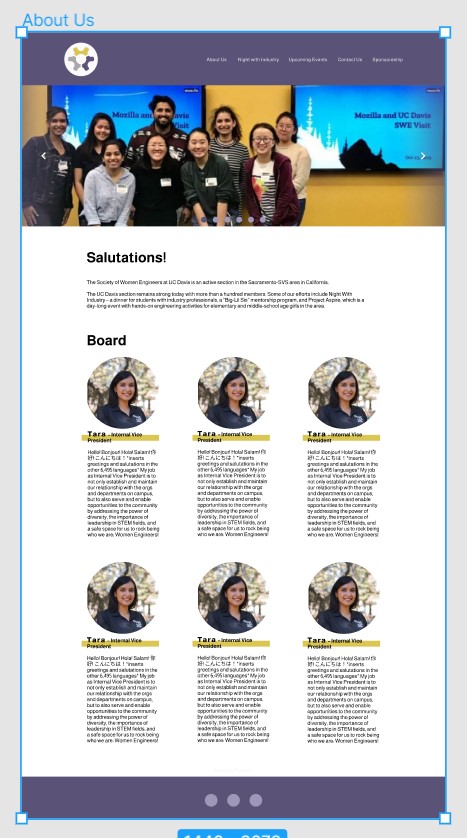 About Us
About Us Night with Industry Upcoming Events Contact Us Sponsorship
Mozilla and UC Davis
SWE Visit
Mozilla and UC Davis
SWE Visit
Salutations!
The Society of Women Engineers at UC Davis is an active section in the Sacramento-SVS area in California.
The UC Davis section remains strong today with more than a hundred members. Some of our efforts include Night With
Industry – a dinner for students with industry professionals, a "Big-Lil Sis" mentorship program, and Project Aspire, which is a
day-long event with hands-on engineering activities for elementary and middle-school age girls in the area.
Board
Tara - Internal Vice
President
Hello! Bonjour! Hola! Salam! 你
好! こんにちは！ *inserts
greetings and salutations in the
other 6,495 languages* My job
as Internal Vice President is to
not only establish and maintain
our relationship with the orgs
and departments on campus,
but to also serve and enable
opportunities to the community
by addressing the power of
diversity, the importance of
leadership in STEM fields, and
a safe space for us to rock being
who we are: Women Engineers!
Tara - Internal Vice
President
Hello! Bonjour! Hola! Salam! 你
好! こんにちは！ *inserts
greetings and salutations in the
other 6,495 languages* My job
as Internal Vice President is to
not only establish and maintain
our relationship with the orgs
and departments on campus,
but to also serve and enable
opportunities to the community
by addressing the power of
diversity, the importance of
leadership in STEM fields, and
a safe space for us to rock being
who we are: Women Engineers!
Tara - Internal Vice
President
Hello! Bonjour! Hola! Salam! 你
好! こんにちは！ *inserts
greetings and salutations in the
other 6,495 languages* My job
as Internal Vice President is to
not only establish and maintain
our relationship with the orgs
and departments on campus,
but to also serve and enable
opportunities to the community
by addressing the power of
diversity, the importance of
leadership in STEM fields, and
a safe space for us to rock being
who we are: Women Engineers!
Tara - Internal Vice
President
Hello! Bonjour! Hola! Salam! 你
好! こんにちは！ *inserts
greetings and salutations in the
other 6,495 languages* My job
as Internal Vice President is to
not only establish and maintain
our relationship with the orgs
and departments on campus,
but to also serve and enable
opportunities to the community
by addressing the power of
diversity, the importance of
leadership in STEM fields, and
a safe space for us to rock being
who we are: Women Engineers!
Tara - Internal Vice
President
Hello! Bonjour! Hola! Salam! 你
好! こんにちは！ *inserts
greetings and salutations in the
other 6,495 languages* My job
as Internal Vice President is to
not only establish and maintain
our relationship with the orgs
and departments on campus,
but to also serve and enable
opportunities to the community
by addressing the power of
diversity, the importance of
leadership in STEM fields, and
a safe space for us to rock being
who we are: Women Engineers!
Tara - Internal Vice
President
Hello! Bonjour! Hola! Salam! 你
好! こんにちは！ *inserts
greetings and salutations in the
other 6,495 languages* My job
as Internal Vice President is to
not only establish and maintain
our relationship with the orgs
and departments on campus,
but to also serve and enable
opportunities to the community
by addressing the power of
diversity, the importance of
leadership in STEM fields, and
a safe space for us to rock being
who we are: Women Engineers!